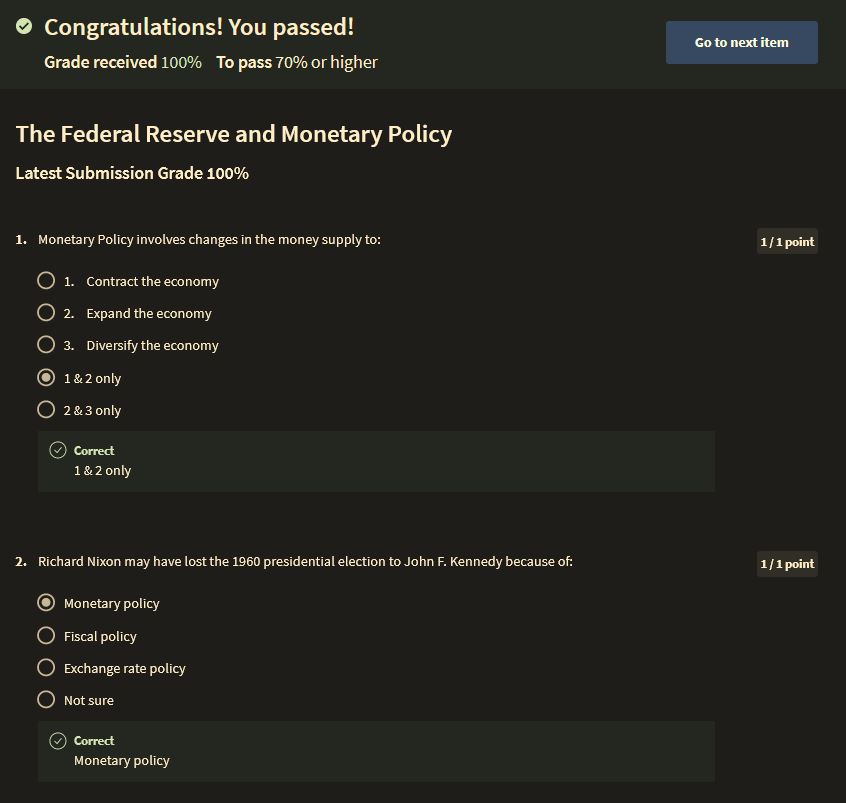 Congratulations! You passed!
Grade received 100% To pass 70% or higher
Go to next item
The Federal Reserve and Monetary Policy
Latest Submission Grade 100%
1. Monetary Policy involves changes in the money supply to:
1 / 1 point
1. Contract the economy
2. Expand the economy
3. Diversify the economy
1 & 2 only
2 & 3 only
Correct
1 & 2 only
2. Richard Nixon may have lost the 1960 presidential election to John F. Kennedy because of:
1 / 1 point
Monetary policy
Fiscal policy
Exchange rate policy
Not sure
Correct
Monetary policy